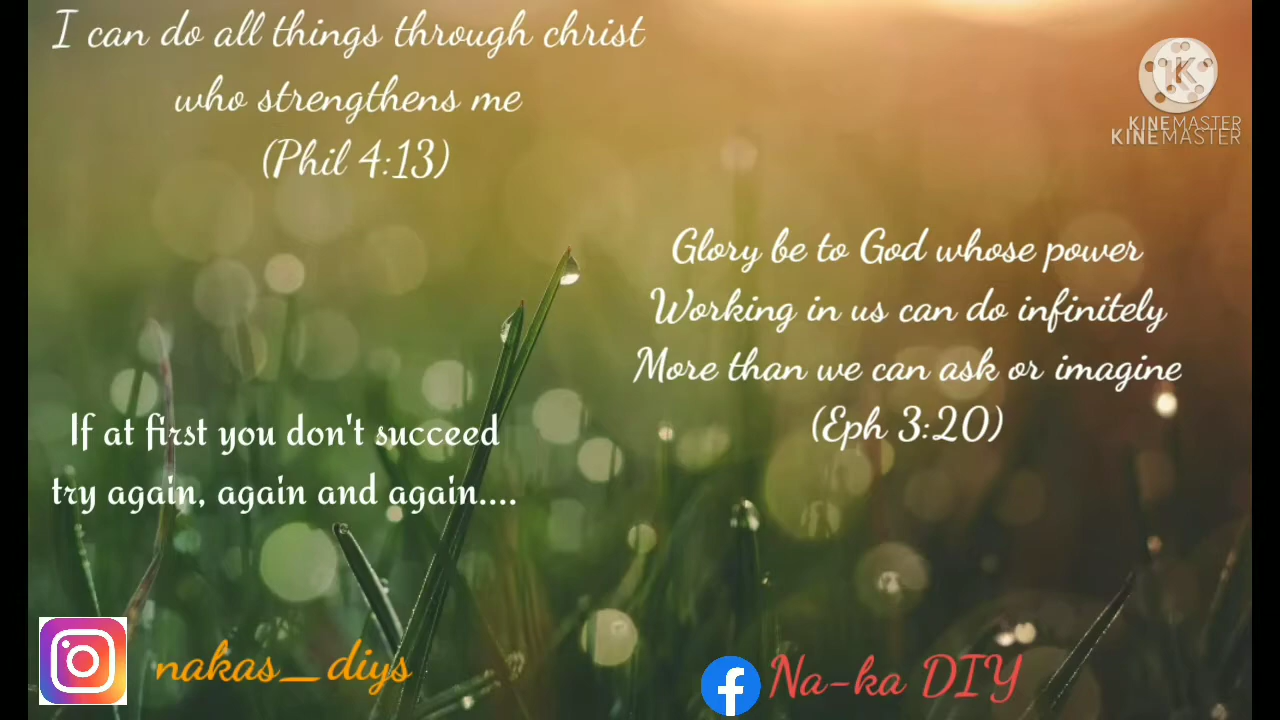 I can do all things through christ
who strengthens me
(Phil 4:13)
KINEMASTER
KINEMASTER
Glory be to God whose power
Working in us can do infinitely
More than we can ask or imagine
(Eph 3:20)
If at first you don't succeed
try again, again and again....
nakas_diys
Na-ka DIY